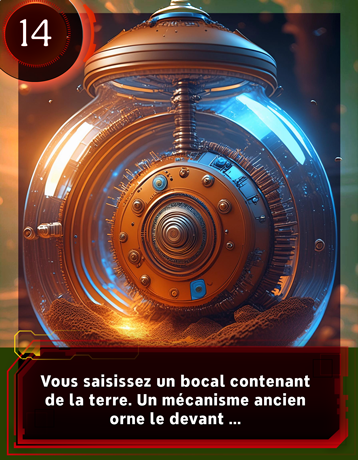 14
Vous saisissez un bocal contenant
de la terre. Un mécanisme ancien
orne le devant ...